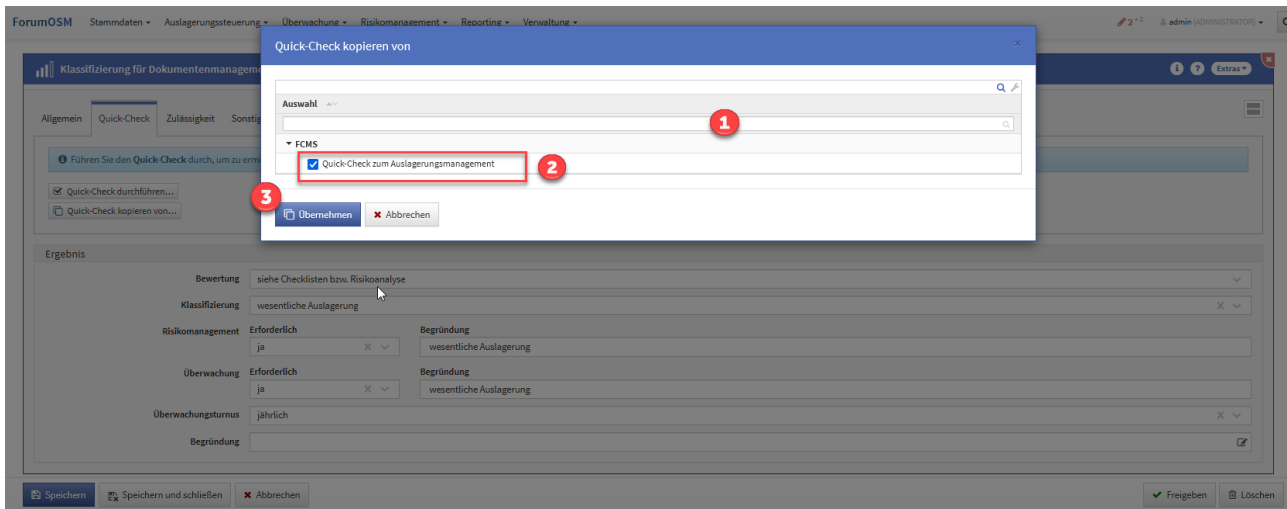 ForumOSM Stammdaten Auslagerungssteuerung Überwachung Risikomanagement Reporting Verwaltung 2 +2 admin (ADMINISTRATOR)
Quick-Check kopieren von ×
Klassifizierung für Dokumentenmanagem i ? Extras
Auswahl
1
Allgemein Quick-Check Zulässigkeit Sonstig
FCMS
Führen Sie den Quick-Check durch, um zu erm
Quick-Check zum Auslagerungsmanagement
2
Quick-Check durchführen...
3
Quick-Check kopieren von...
Übernehmen Abbrechen
Ergebnis
Bewertung siehe Checklisten bzw. Risikoanalyse
Klassifizierung wesentliche Auslagerung
Risikomanagement Erforderlich Begründung
ja wesentliche Auslagerung
Überwachung Erforderlich Begründung
ja wesentliche Auslagerung
Überwachungsturnus jährlich
Begründung
Speichern Speichern und schließen Abbrechen Freigeben Löschen